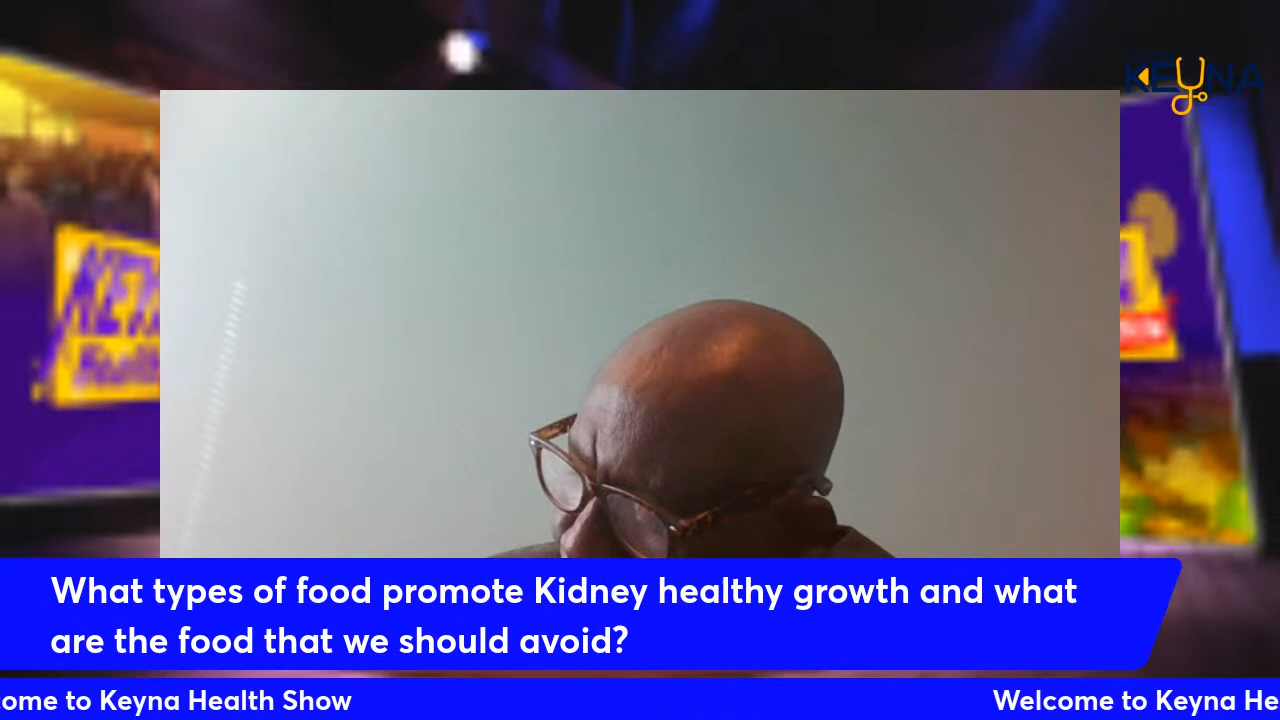 KEYNA
What types of food promote Kidney healthy growth and what
are the food that we should avoid?
ome to Keyna Health Show
Welcome to Keyna He